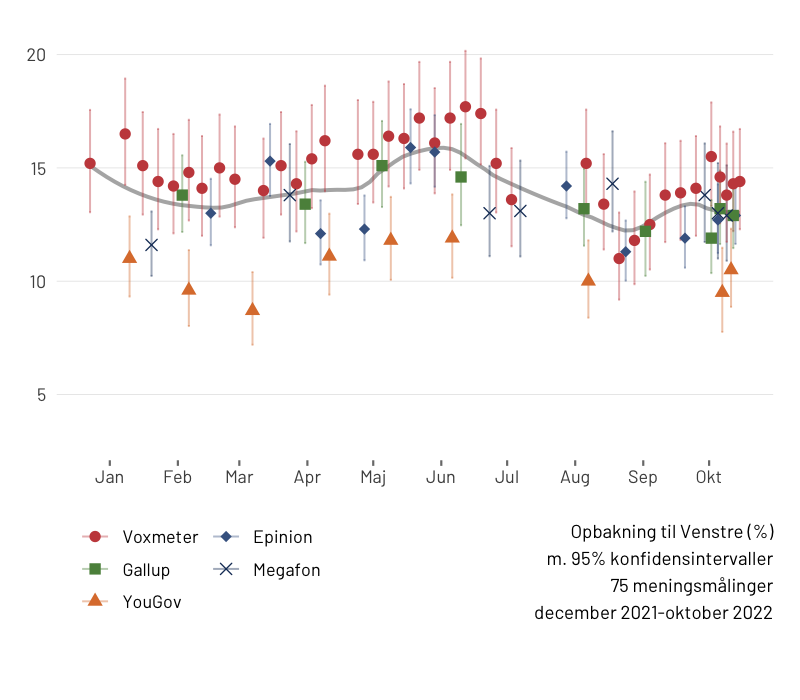 20
15
10
5
Jan Feb Mar Apr Maj Jun Jul Aug Sep Okt
Voxmeter Epinion
Gallup Megafon
YouGov
Opbakning til Venstre (%)
m. 95% konfidensintervaller
75 meningsmålinger
december 2021-oktober 2022